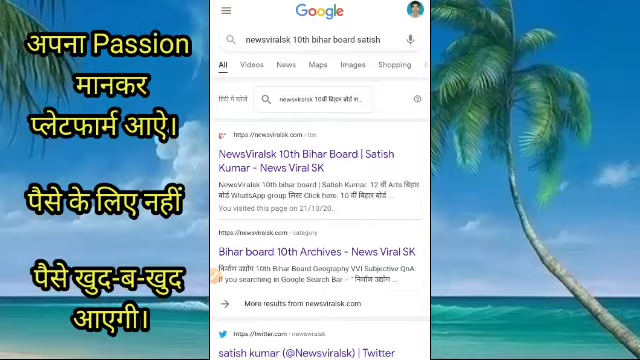 अपना Passion
मानकर
प्लेटफार्म आऐ।
पैसे के लिए नहीं
पैसे खुद-ब-खुद
आएगी।
Google
newsviralsk 10th bihar board satish
All Videos News Maps Images Shopping
हिंदी में खोजें
newsviralsk 10वीं बिहार बोर्ड स...
https://newsviralsk.com
NewsViralsk 10th Bihar Board | Satish
Kumar - News Viral SK
NewsViralsk 10th bihar board | Satish Kumar. 12 वीं Arts बिहार
बोर्ड WhatsApp group लिस्ट Click here. 10 वीं बिहार बोर्ड ...
You visited this page on 21/10/20.
https://newsviralsk.com › category
Bihar board 10th Archives - News Viral SK
निर्माण उद्योग 10th Bihar Board Geography VVI Subjective QnA:
If you searching in Google Search Bar – " निर्माण उद्योग ...
More results from newsviralsk.com
https://twitter.com › newsviralsk
satish kumar (@Newsviralsk) | Twitter